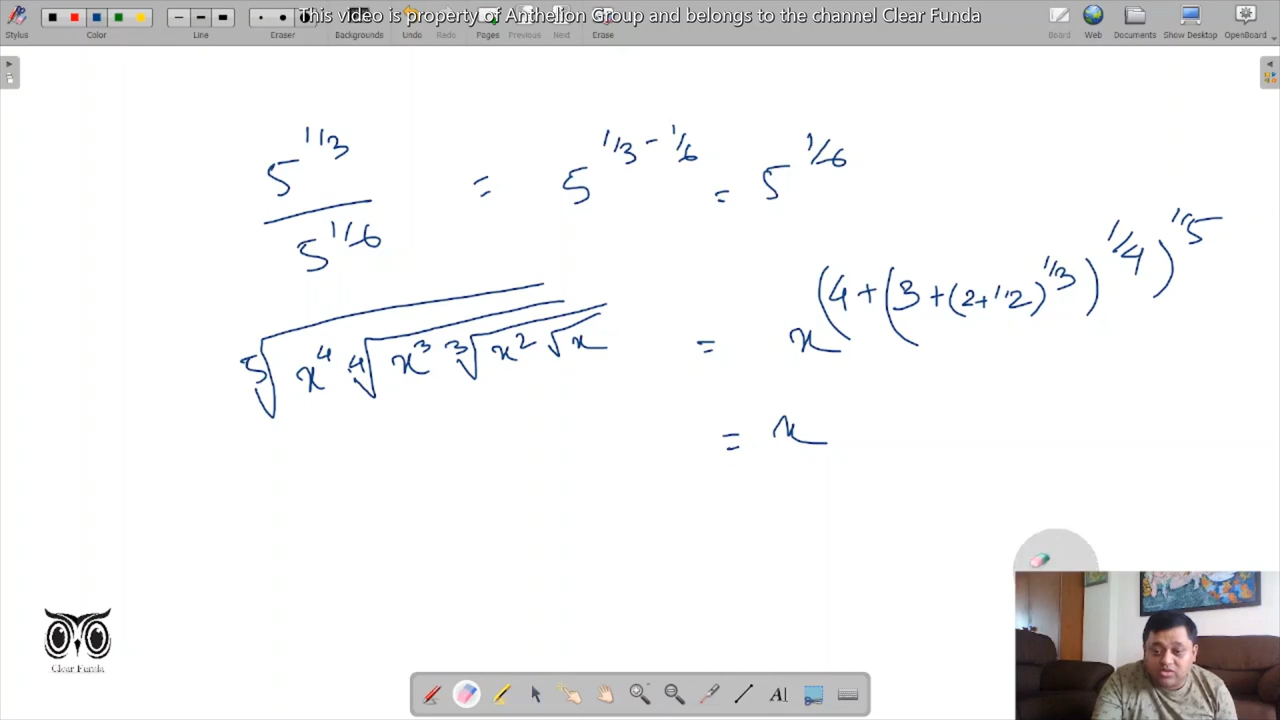 This video is property of Anthelion Group and belongs to the channel Clear Funda
Stylus Color Line Eraser Backgrounds Undo Redo Pages Previous Next Erase Board Web Documents Show Desktop OpenBoard
5^{1/3} / 5^{1/6} = 5^{1/3 - 1/6} = 5^{1/6}
⁵√(x⁴ ⁴√(x³ ³√(x² √x))) = x^{(4+(3+(2+1/2)^{1/3})^{1/4})^{1/5}}
= x
Clear Funda
AI